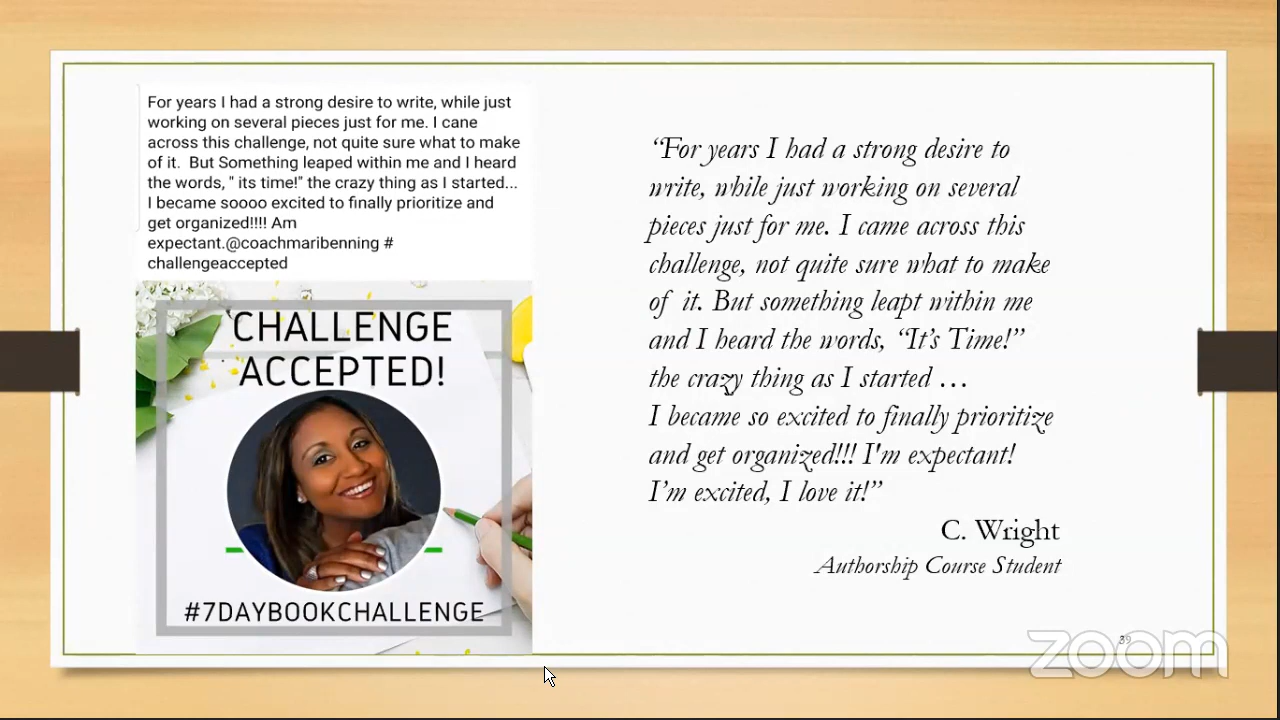 For years I had a strong desire to write, while just
working on several pieces just for me. I cane
across this challenge, not quite sure what to make
of it.  But Something leaped within me and I heard
the words, " its time!" the crazy thing as I started...
I became soooo excited to finally prioritize and
get organized!!!! Am
expectant.@coachmaribenning #
challengeaccepted
CHALLENGE
ACCEPTED!
#7DAYBOOKCHALLENGE
“For years I had a strong desire to
write, while just working on several
pieces just for me. I came across this
challenge, not quite sure what to make
of  it. But something leapt within me
and I heard the words, “It’s Time!”
the crazy thing as I started …
I became so excited to finally prioritize
and get organized!!! I'm expectant!
I’m excited, I love it!”
C. Wright
Authorship Course Student
39
zoom